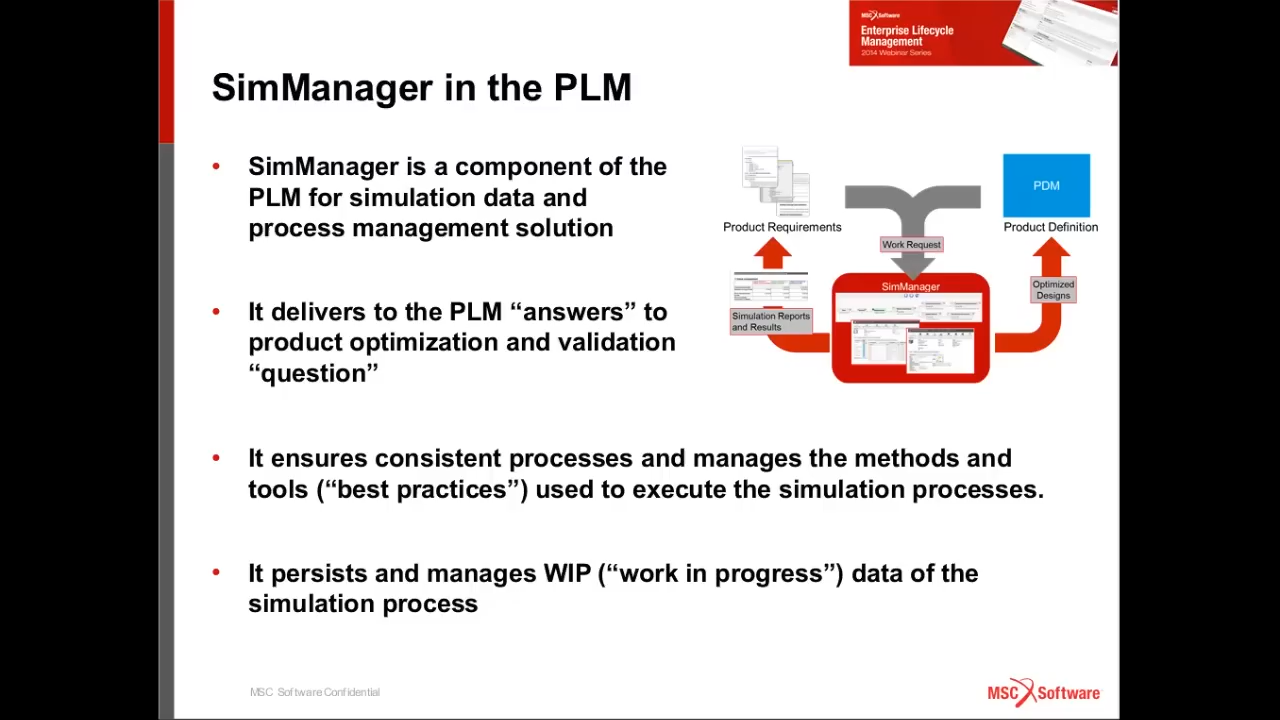 MSC Software
Enterprise Lifecycle
Management
2014 Webinar Series
SimManager in the PLM
• SimManager is a component of the
PLM for simulation data and
process management solution
• It delivers to the PLM “answers” to
product optimization and validation
“question”
• It ensures consistent processes and manages the methods and
tools (“best practices”) used to execute the simulation processes.
• It persists and manages WIP (“work in progress”) data of the
simulation process
PDM
Product Requirements
Product Definition
Work Request
SimManager
Optimized
Designs
Simulation Reports
and Results
MSC Software Confidential
MSC Software